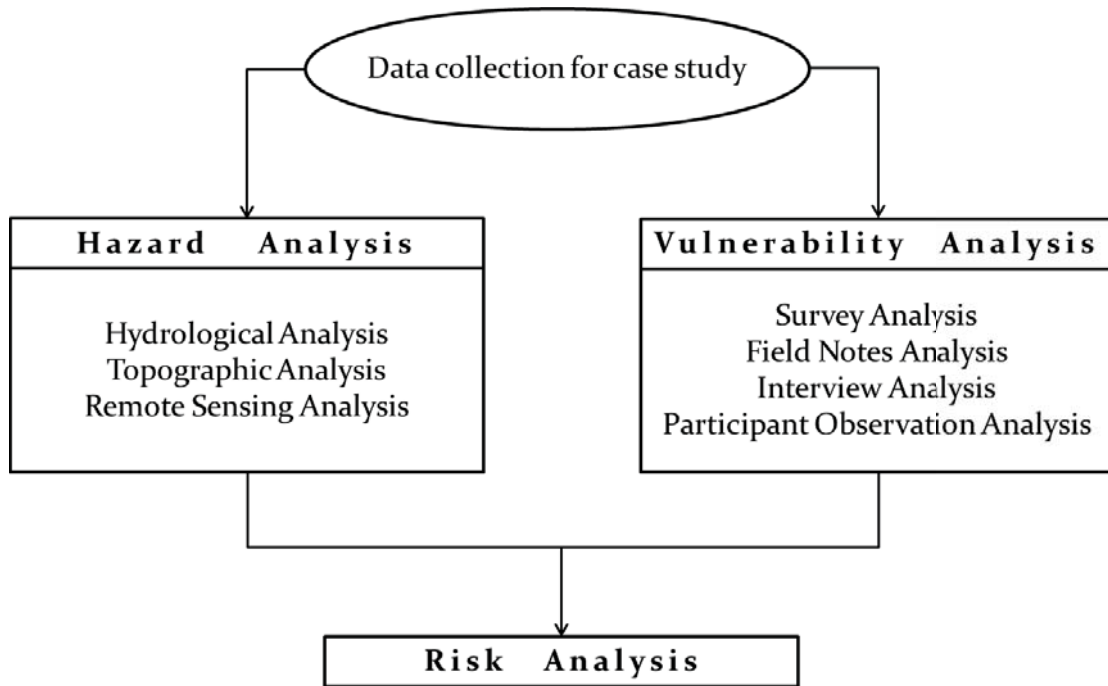 Data collection for case study
Hazard Analysis
Hydrological Analysis
Topographic Analysis
Remote Sensing Analysis
Vulnerability Analysis
Survey Analysis
Field Notes Analysis
Interview Analysis
Participant Observation Analysis
Risk Analysis